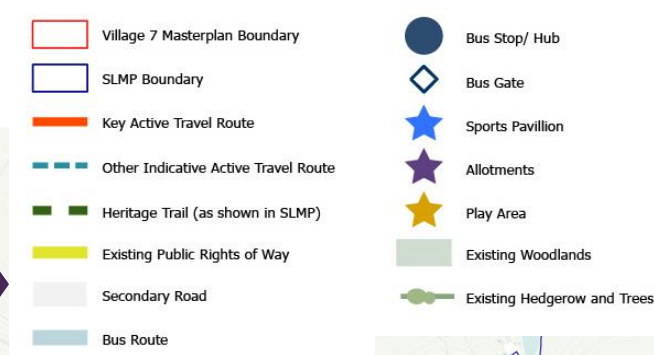 Village 7 Masterplan Boundary
SLMP Boundary
Key Active Travel Route
Other Indicative Active Travel Route
Heritage Trail (as shown in SLMP)
Existing Public Rights of Way
Secondary Road
Bus Route
Bus Stop/ Hub
Bus Gate
Sports Pavillion
Allotments
Play Area
Existing Woodlands
Existing Hedgerow and Trees